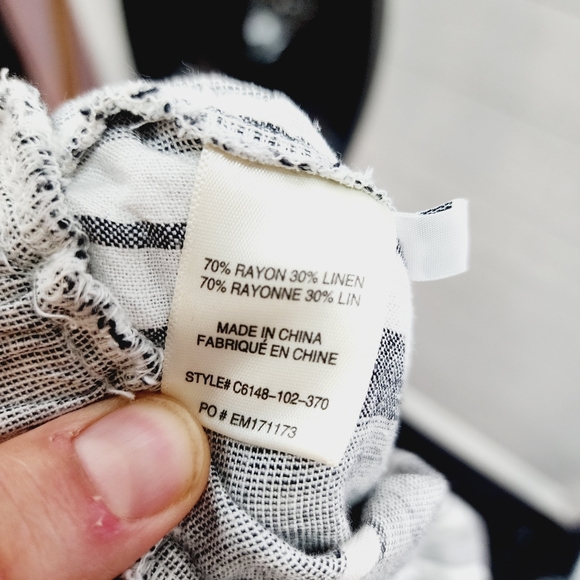 70% RAYON 30% LINEN
70% RAYONNE 30% LIN
MADE IN CHINA
FABRIQUÉ EN CHINE
STYLE# C6148-102-370
PO # EM171173